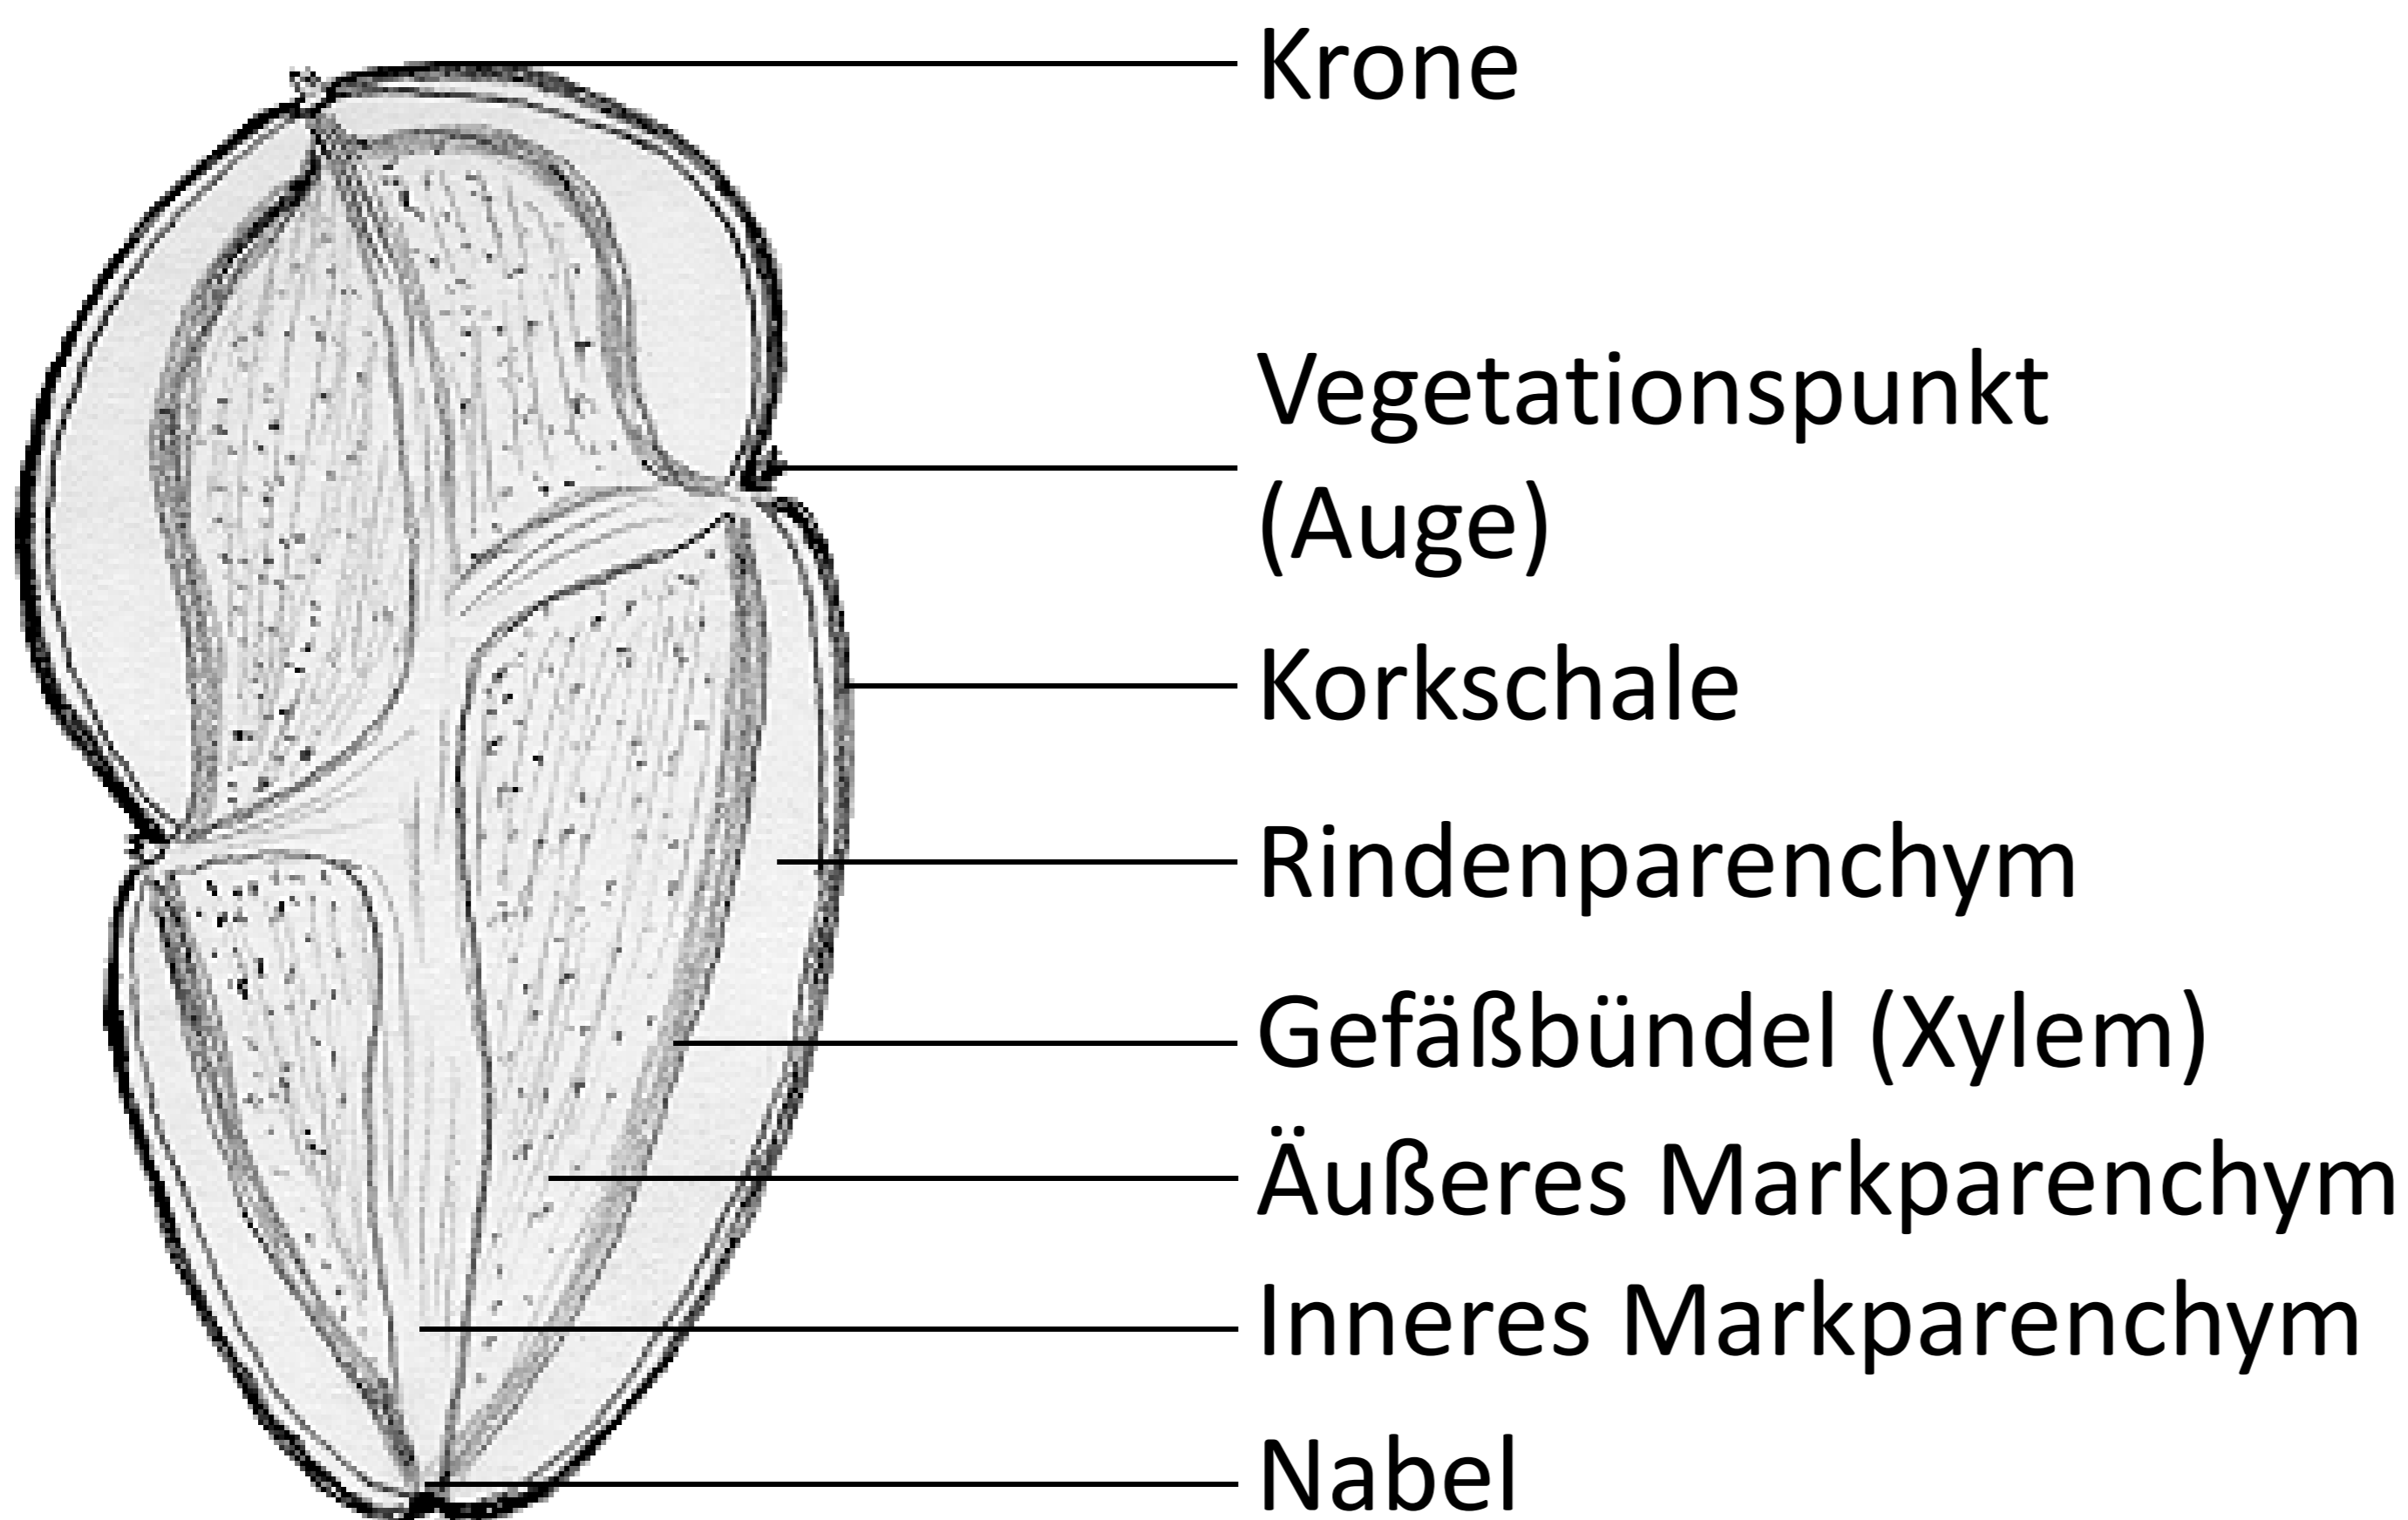 Krone
Vegetationspunkt
(Auge)
Korkschale
Rindenparenchym
Gefäßbündel (Xylem)
Äußeres Markparenchym
Inneres Markparenchym
Nabel